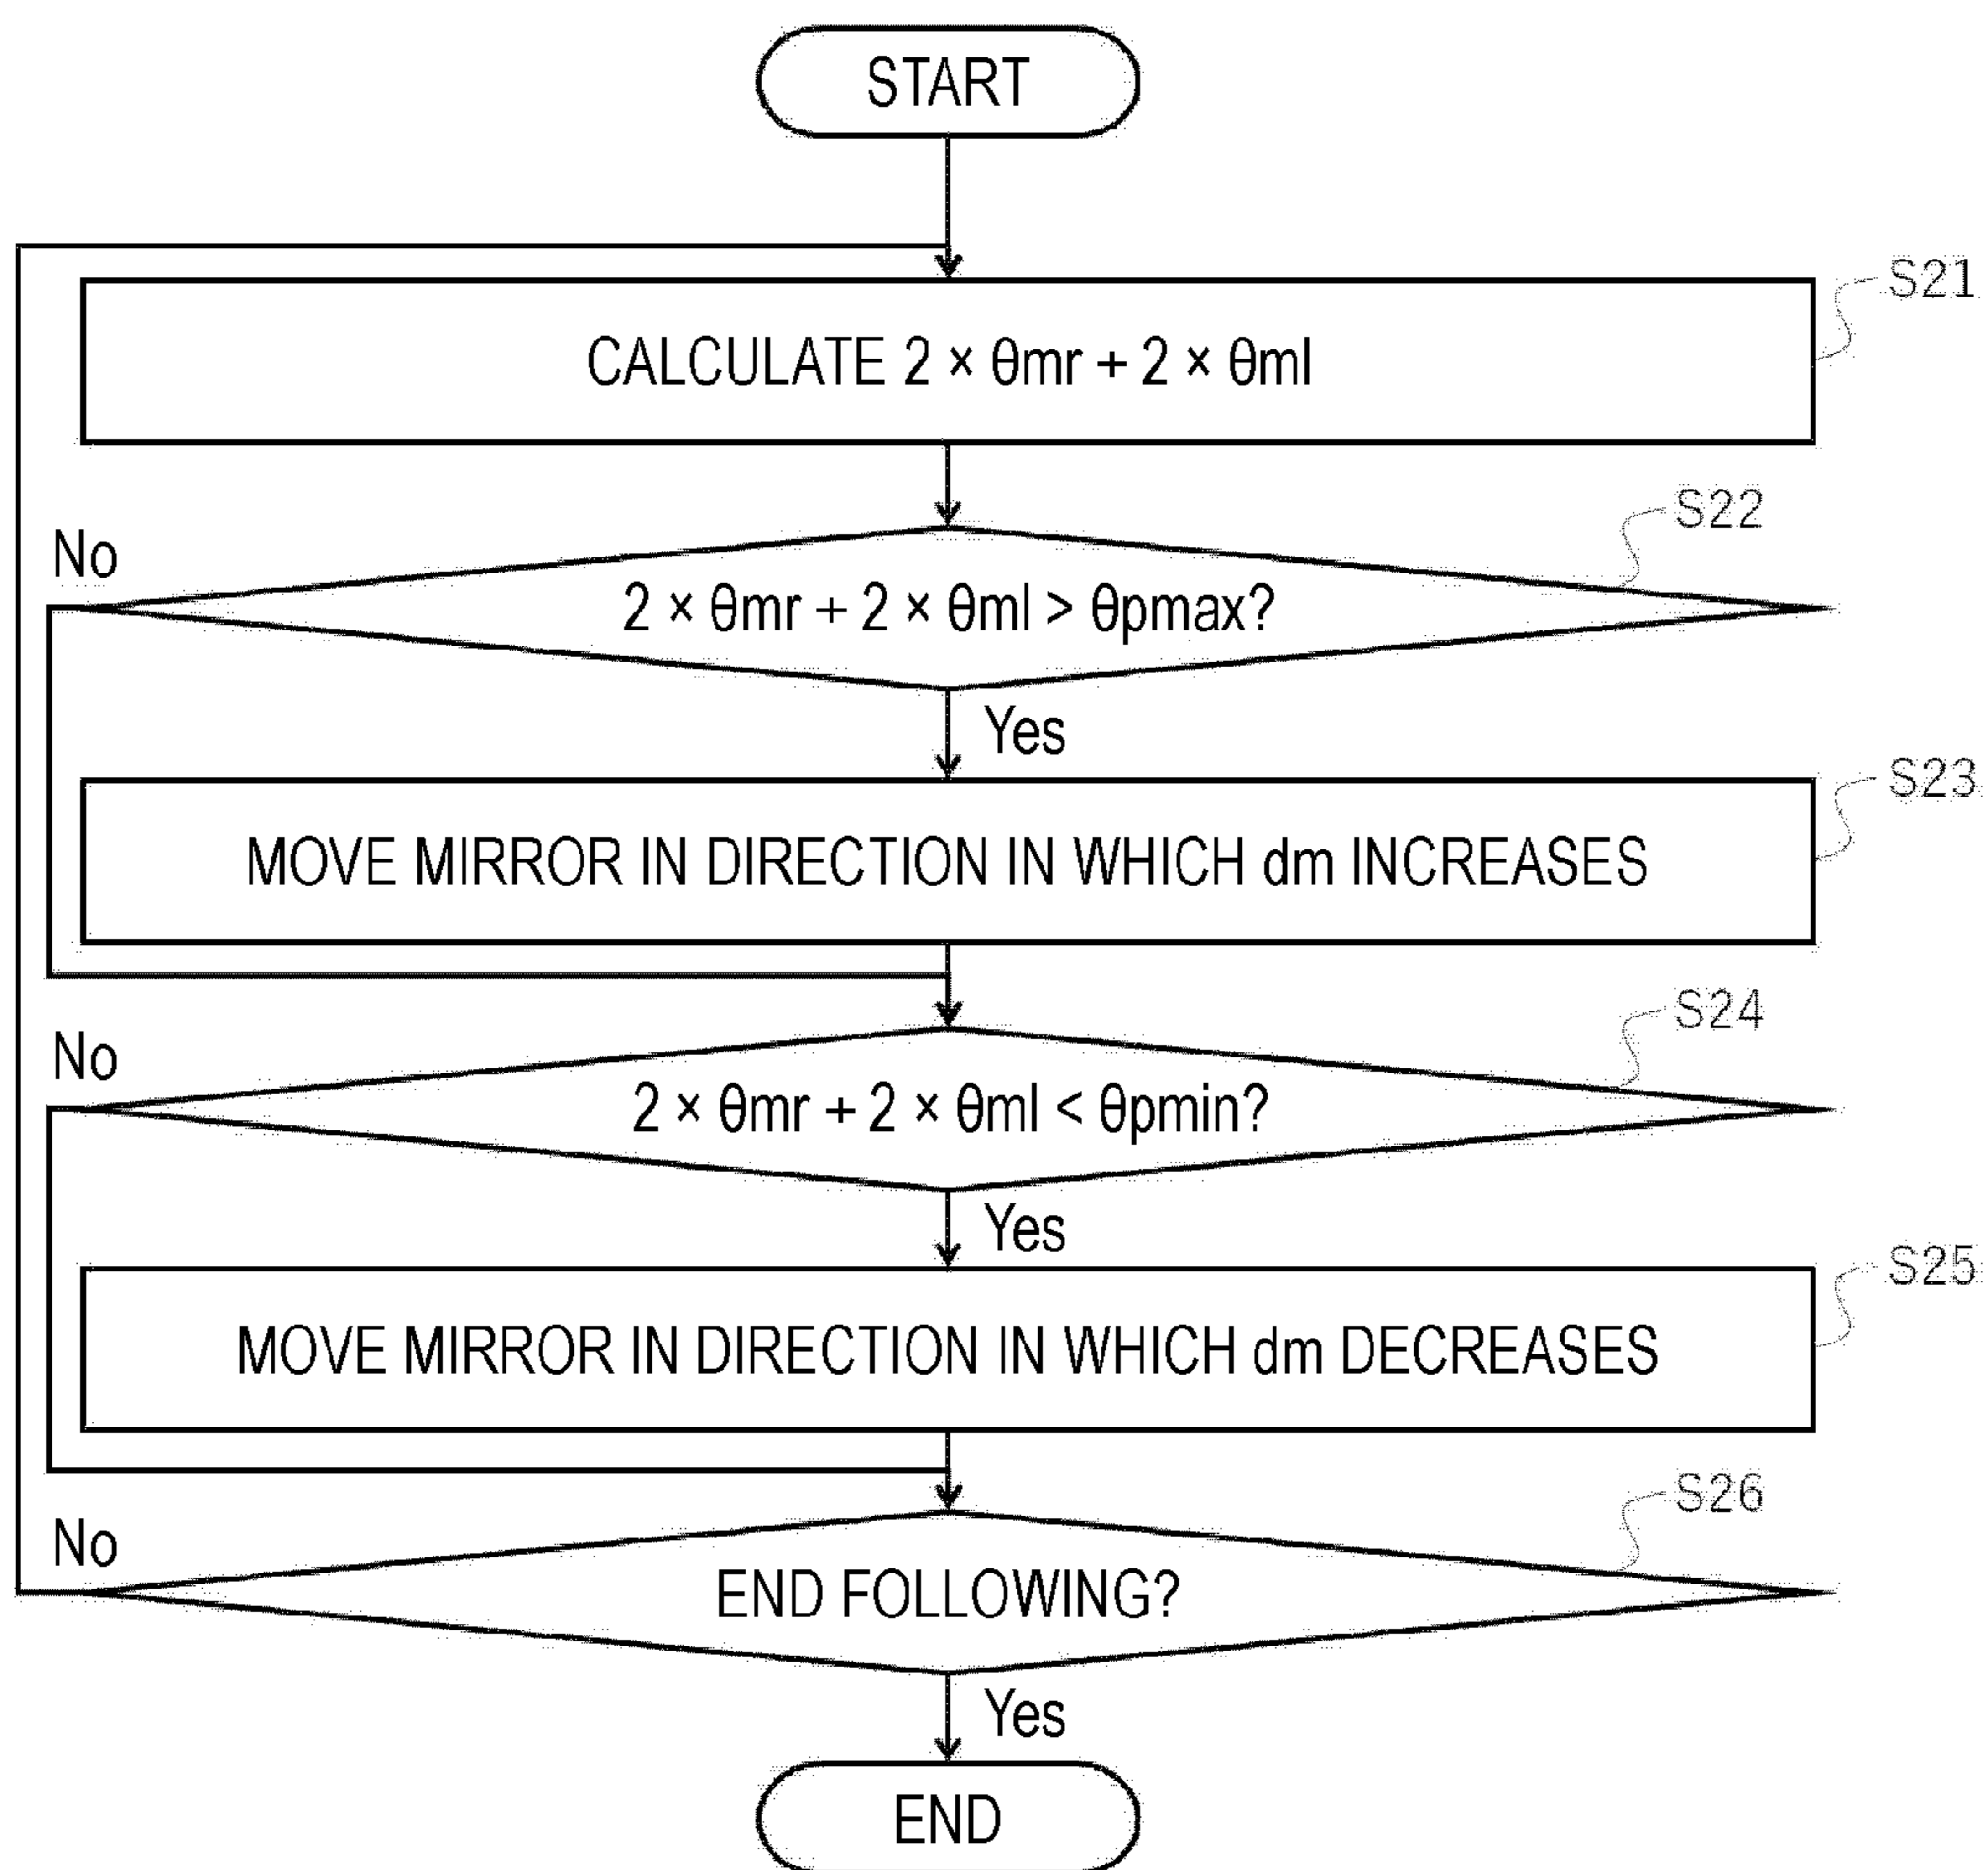 START
S21
CALCULATE 2 × θmr + 2 × θml
S22
No
2 × θmr + 2 × θml > θpmax?
Yes
S23
MOVE MIRROR IN DIRECTION IN WHICH dm INCREASES
S24
No
2 × θmr + 2 × θml < θpmin?
Yes
S25
MOVE MIRROR IN DIRECTION IN WHICH dm DECREASES
S26
No
END FOLLOWING?
Yes
END